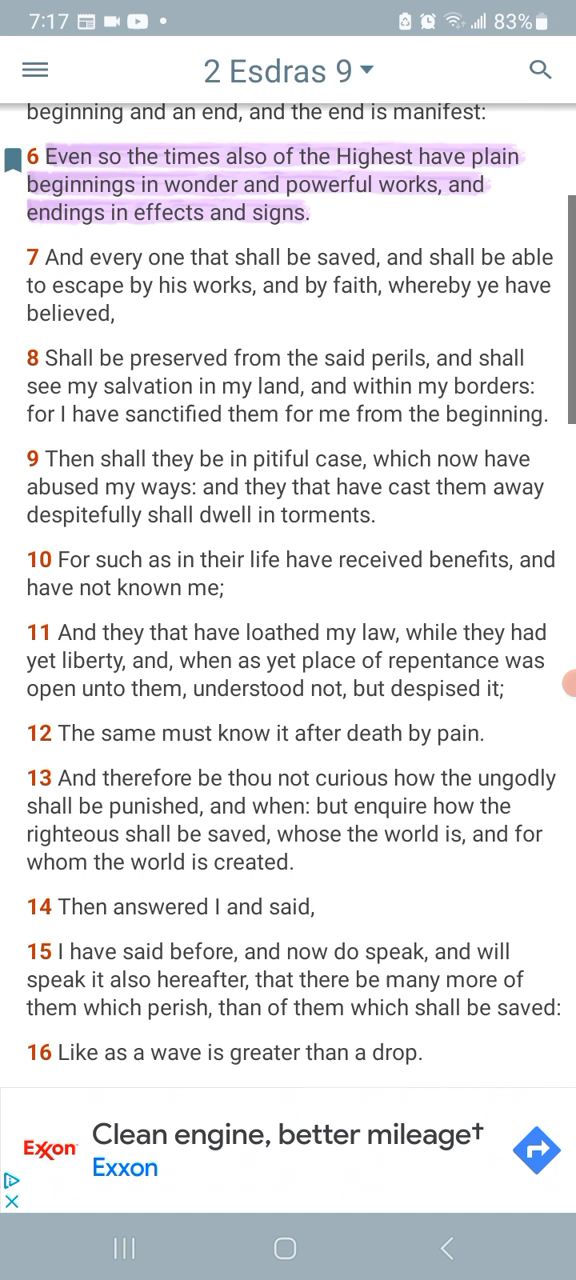 7:17
83%
2 Esdras 9
beginning and an end, and the end is manifest:
6 Even so the times also of the Highest have plain
beginnings in wonder and powerful works, and
endings in effects and signs.
7 And every one that shall be saved, and shall be able
to escape by his works, and by faith, whereby ye have
believed,
8 Shall be preserved from the said perils, and shall
see my salvation in my land, and within my borders:
for I have sanctified them for me from the beginning.
9 Then shall they be in pitiful case, which now have
abused my ways: and they that have cast them away
despitefully shall dwell in torments.
10 For such as in their life have received benefits, and
have not known me;
11 And they that have loathed my law, while they had
yet liberty, and, when as yet place of repentance was
open unto them, understood not, but despised it;
12 The same must know it after death by pain.
13 And therefore be thou not curious how the ungodly
shall be punished, and when: but enquire how the
righteous shall be saved, whose the world is, and for
whom the world is created.
14 Then answered I and said,
15 I have said before, and now do speak, and will
speak it also hereafter, that there be many more of
them which perish, than of them which shall be saved:
16 Like as a wave is greater than a drop.
Exxon
Clean engine, better mileage†
Exxon